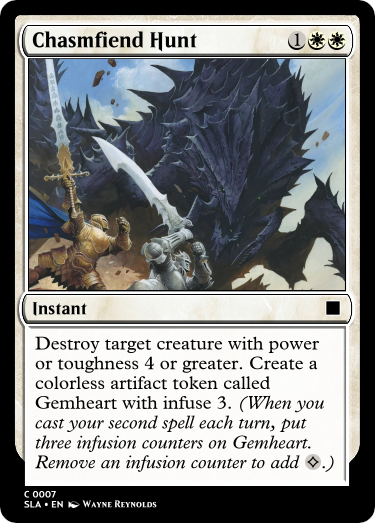 Chasmfiend Hunt 1
Instant
Destroy target creature with power
or toughness 4 or greater. Create a
colorless artifact token called
Gemheart with infuse 3. (When you
cast your second spell each turn, put
three infusion counters on Gemheart.
Remove an infusion counter to add .)
C 0007
SLA • EN Wayne Reynolds